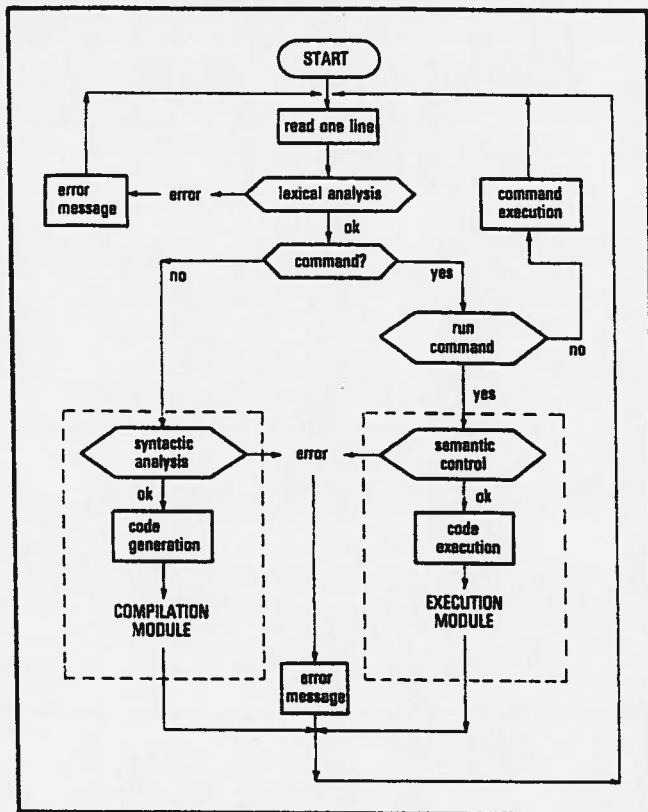 START
read one line
error
message
error
lexical analysis
command
execution
ok
command?
no
yes
run
command
no
yes
syntactic
analysis
error
semantic
control
ok
ok
code
generation
code
execution
COMPILATION
MODULE
EXECUTION
MODULE
error
message